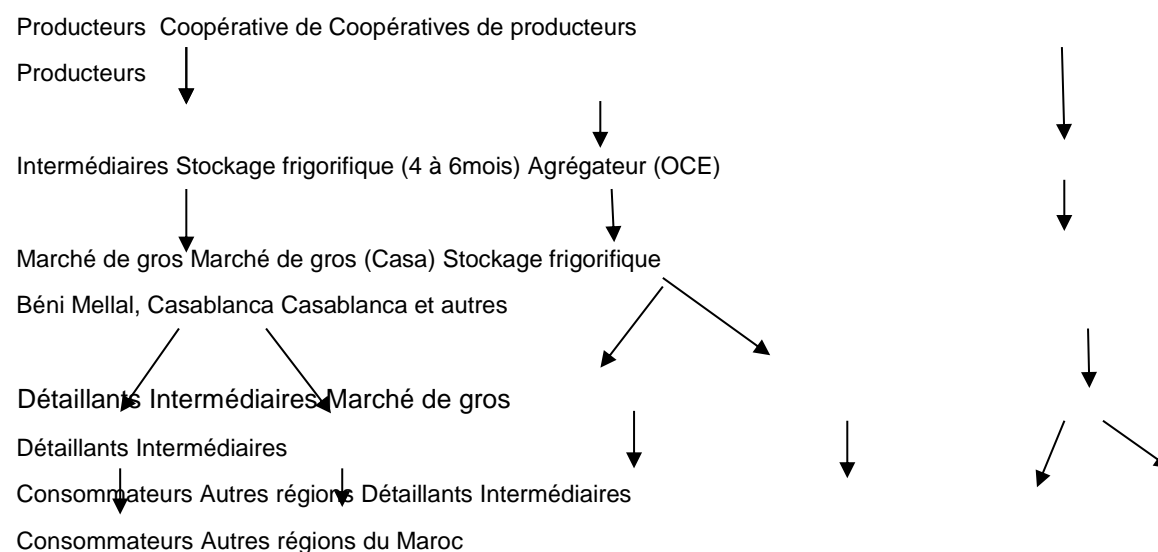 Producteurs Coopérative de Coopératives de producteurs
Producteurs
Intermédiaires Stockage frigorifique (4 à 6mois) Agrégateur (OCE)
Marché de gros Marché de gros (Casa) Stockage frigorifique
Béni Mellal, Casablanca Casablanca et autres
Détaillants Intermédiaires Marché de gros
Détaillants Intermédiaires
Consommateurs Autres régions Détaillants Intermédiaires
Consommateurs Autres régions du Maroc